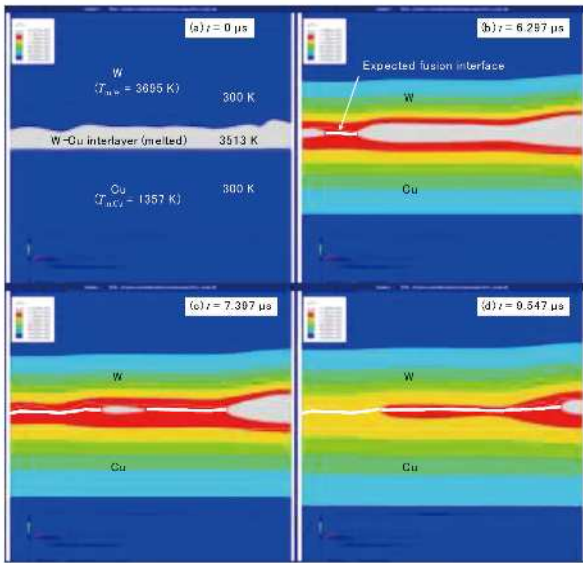 (a) t = 0 μs
W
(Tm,W = 3695 K)
300 K
W-Cu interlayer (melted)
3513 K
Cu
(Tm,Cu = 1357 K)
300 K
(b) t = 6.297 μs
Expected fusion interface
W
Cu
(c) t = 7.397 μs
W
Cu
(d) t = 9.547 μs
W
Cu